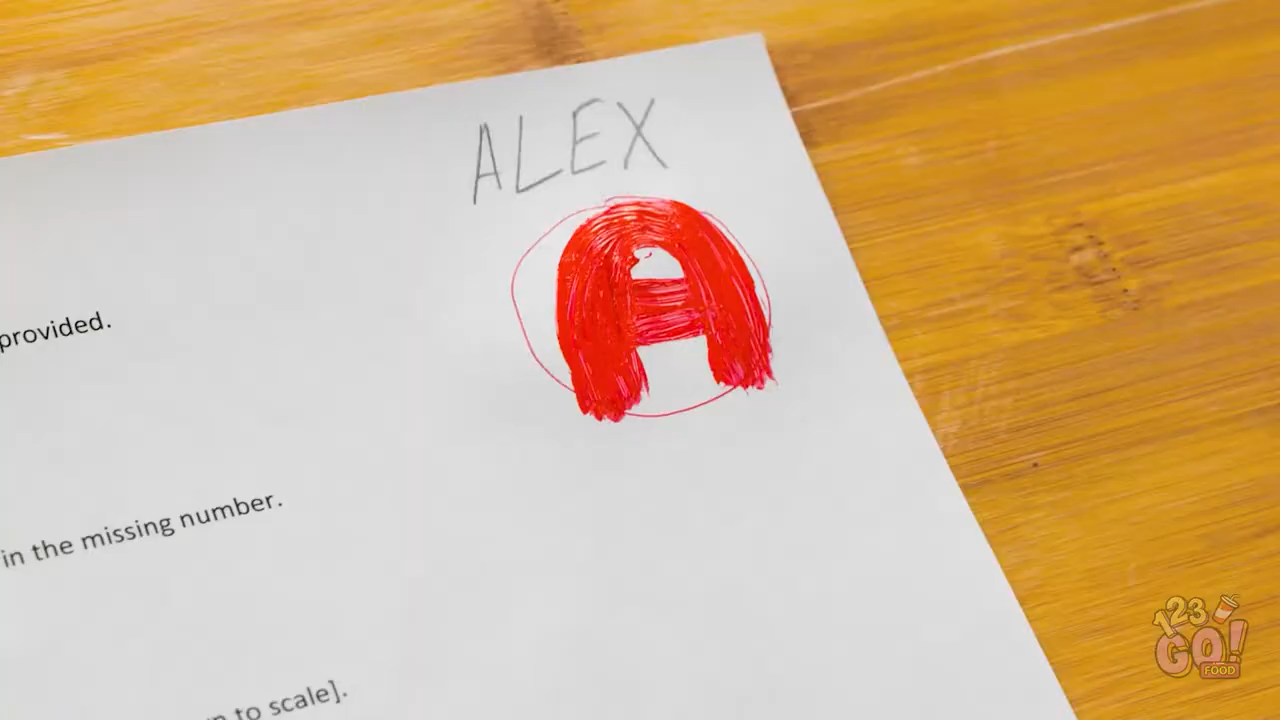 ALEX
A
provided.
in the missing number.
to scale].
123
GO!
FOOD